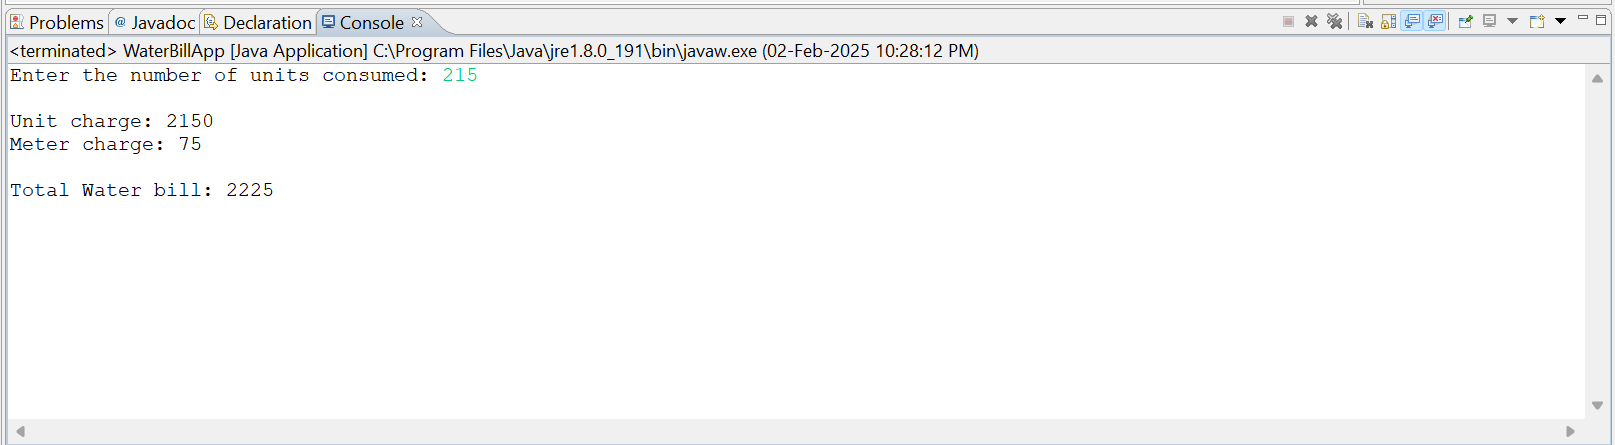 Problems @ Javadoc Declaration Console
<terminated> WaterBillApp [Java Application] C:\Program Files\Java\jre1.8.0_191\bin\javaw.exe (02-Feb-2025 10:28:12 PM)
Enter the number of units consumed: 215
Unit charge: 2150
Meter charge: 75
Total Water bill: 2225